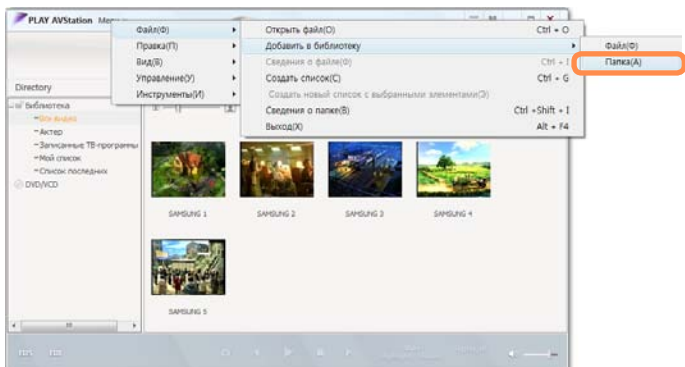 PLAY AVStation
Файл(Ф)
Правка(П)
Вид(В)
Управление(У)
Инструменты(И)
Открыть файл(О) Ctrl + O
Добавить в библиотеку
Сведения о файле(Ф) Ctrl + I
Создать список(С) Ctrl + G
Создать новый список с выбранными элементами(Э)
Сведения о папке(В) Ctrl +Shift + I
Выход(Х) Alt + F4
Файл(Ф)
Папка(А)
Directory
Библиотека
Все видео
Актер
Записанные ТВ-программы
Мой список
Список последних
DVD/VCD
SAMSUNG 1 SAMSUNG 2 SAMSUNG 3 SAMSUNG 4
SAMSUNG 5